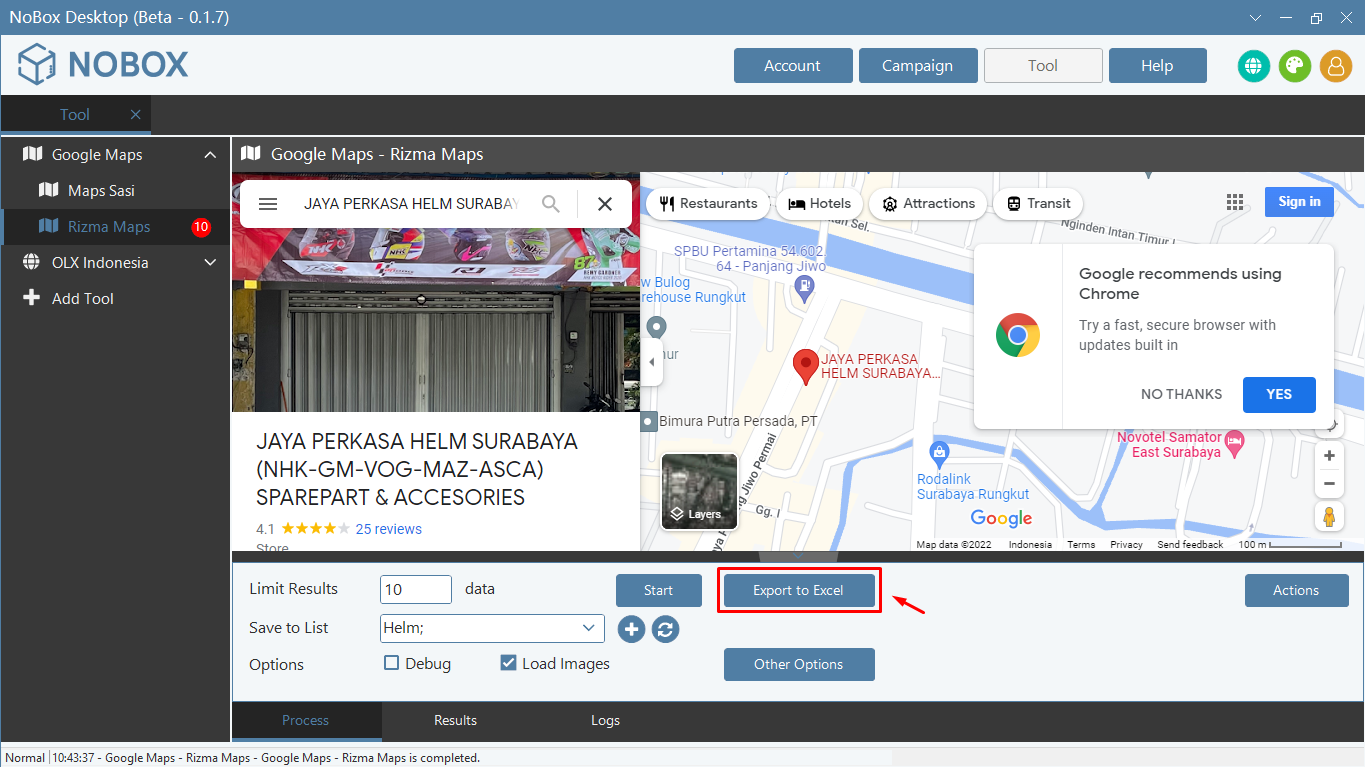 NoBox Desktop (Beta - 0.1.7)
NOBOX
Account
Campaign
Tool
Help
Tool
Google Maps
Maps Sasi
Rizma Maps
10
OLX Indonesia
Add Tool
Google Maps - Rizma Maps
JAYA PERKASA HELM SURABAY
JAYA PERKASA HELM SURABAYA
(NHK-GM-VOG-MAZ-ASCA)
SPAREPART & ACCESORIES
4.1
25 reviews
Store
Restaurants
Hotels
Attractions
Transit
Sign in
an Sel.
Nginden Intan Timur
SPBU Pertamina 54.602.
64 - Panjang Jiwo
w Bulog
rehouse Rungkut
nur
JAYA PERKASA
HELM SURABAYA...
Bimura Putra Persada, PT
g Jiwo Permai
Gg. I
Layers
Google recommends using
Chrome
Try a fast, secure browser with
updates built in
NO THANKS
YES
Novotel Samator
East Surabaya
Rodalink
Surabaya Rungkut
Google
Map data ©2022
Indonesia
Terms
Privacy
Send feedback
100 m
Limit Results
10
data
Start
Export to Excel
Actions
Save to List
Helm;
Options
Debug
Load Images
Other Options
Process
Results
Logs
Normal
10:43:37 - Google Maps - Rizma Maps - Google Maps - Rizma Maps is completed.